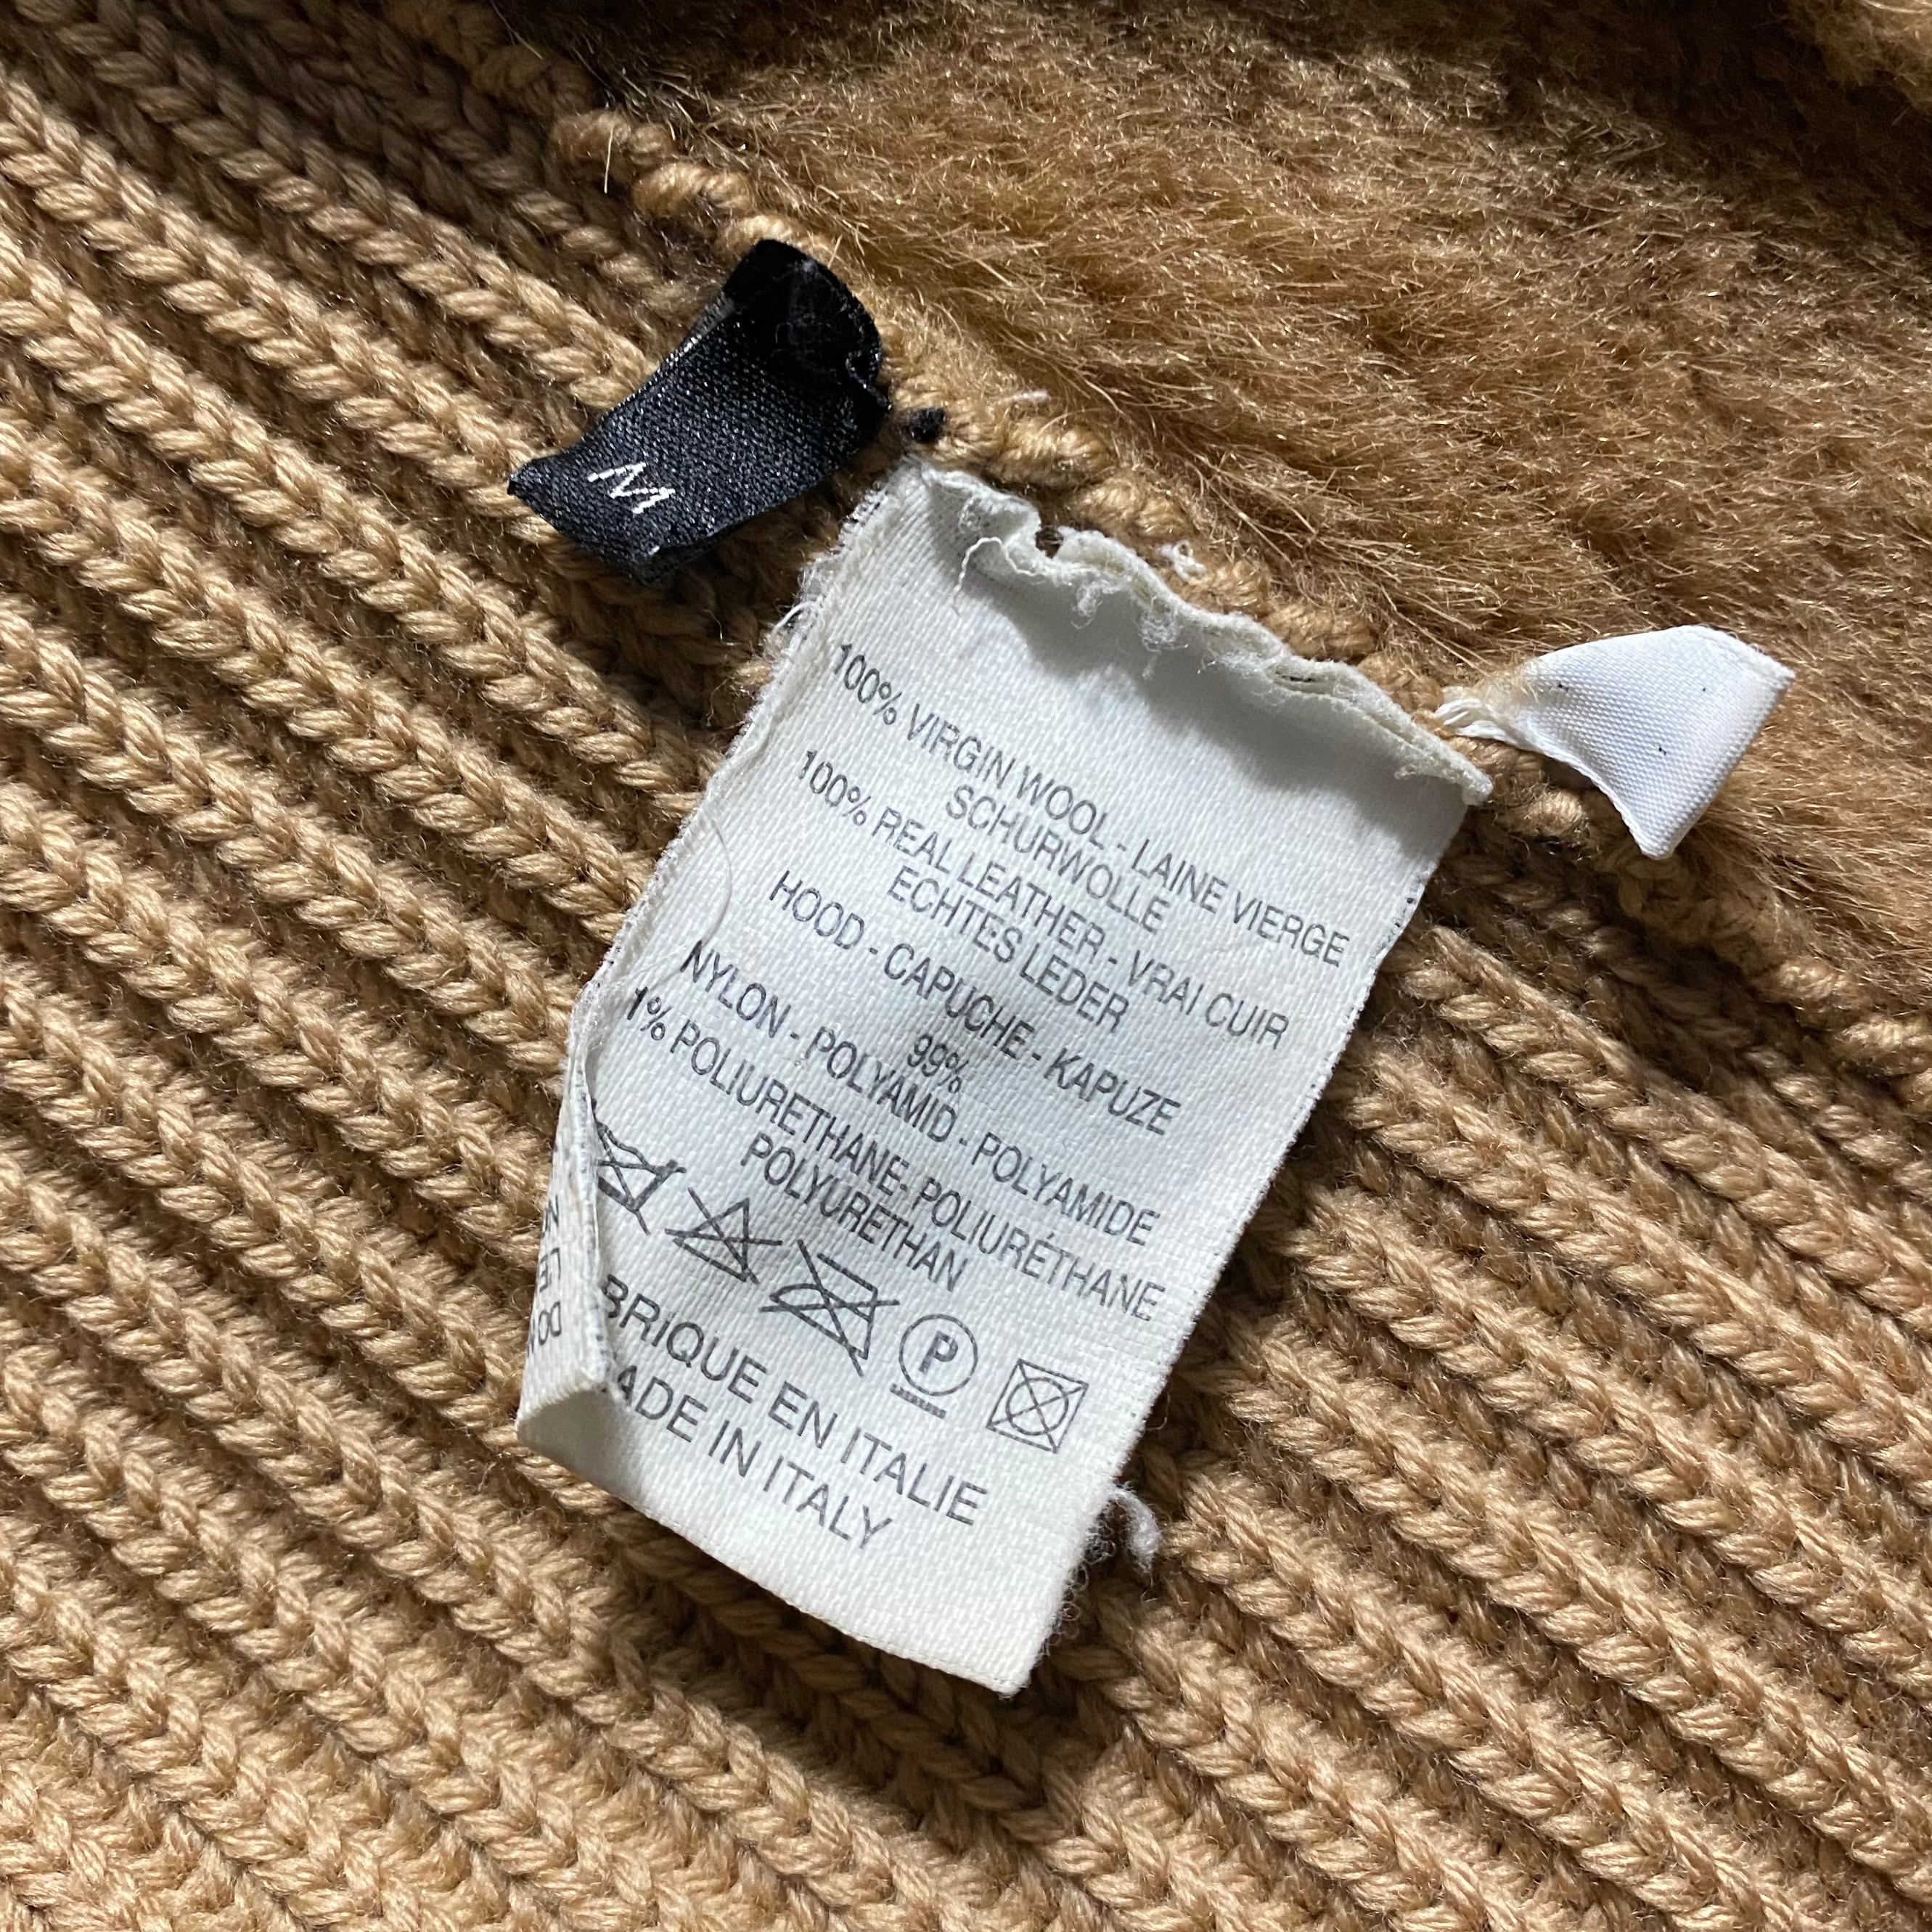 M
100% VIRGIN WOOL - LAINE VIERGE
SCHURWOLLE
100% REAL LEATHER - VRAI CUIR
ECHTES LEDER
HOOD - CAPUCHE - KAPUZE
99%
NYLON - POLYAMID - POLYAMIDE
1% POLIURETHANE- POLIURÉTHANE
POLYURETHAN
P
BRIQUE EN ITALIE
ADE IN ITALY